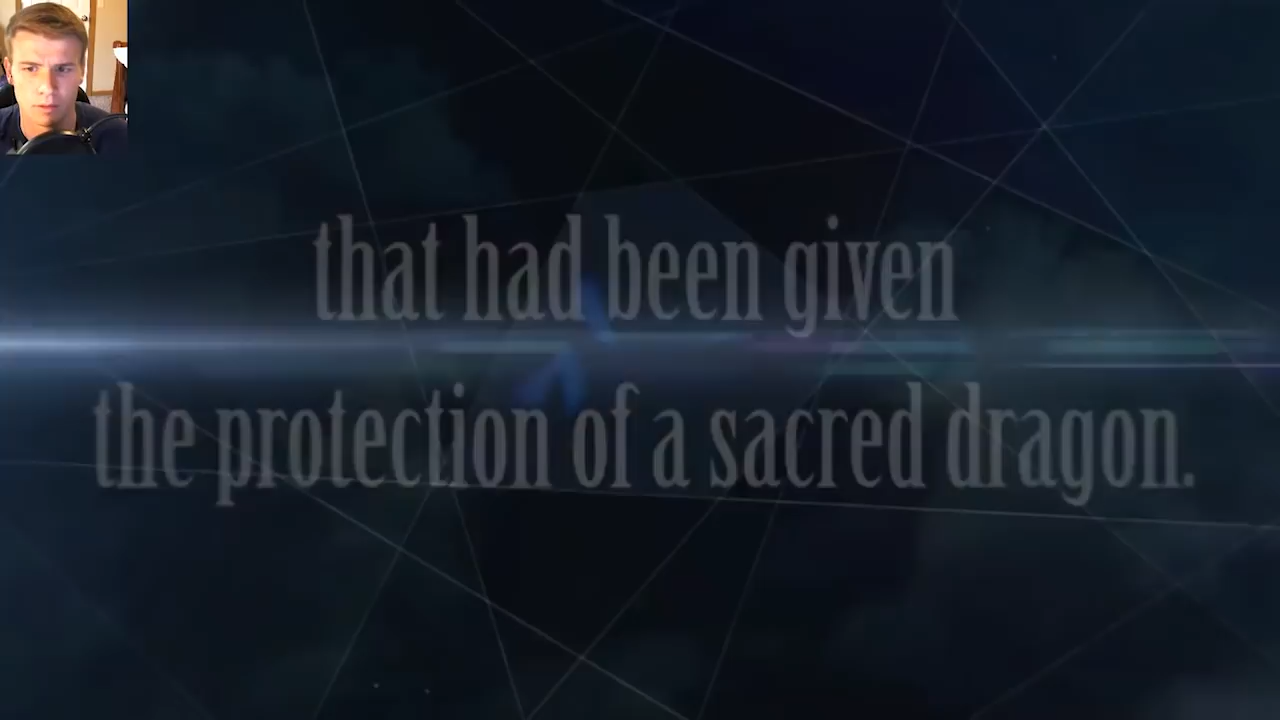 that had been given
the protection of a sacred dragon.